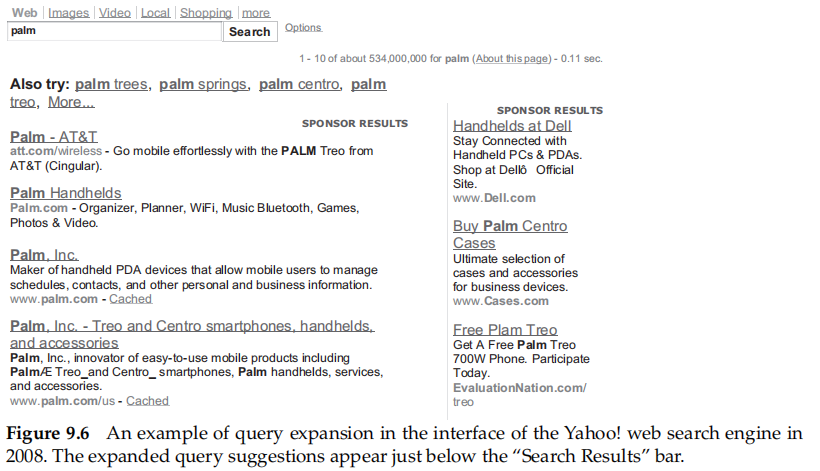 Web | Images | Video | Local | Shopping | more
palm
Search
Options
1 - 10 of about 534,000,000 for palm (About this page) - 0.11 sec.
Also try: palm trees, palm springs, palm centro, palm
treo, More...
SPONSOR RESULTS
Palm - AT&T
att.com/wireless - Go mobile effortlessly with the PALM Treo from
AT&T (Cingular).
Palm Handhelds
Palm.com - Organizer, Planner, WiFi, Music Bluetooth, Games,
Photos & Video.
Palm, Inc.
Maker of handheld PDA devices that allow mobile users to manage
schedules, contacts, and other personal and business information.
www.palm.com - Cached
Palm, Inc. - Treo and Centro smartphones, handhelds,
and accessories
Palm, Inc., innovator of easy-to-use mobile products including
PalmÆ Treo_and Centro_ smartphones, Palm handhelds, services,
and accessories.
www.palm.com/us - Cached
SPONSOR RESULTS
Handhelds at Dell
Stay Connected with
Handheld PCs & PDAs.
Shop at Dellô Official
Site.
www.Dell.com
Buy Palm Centro
Cases
Ultimate selection of
cases and accessories
for business devices.
www.Cases.com
Free Plam Treo
Get A Free Palm Treo
700W Phone. Participate
Today.
EvaluationNation.com/
treo
Figure 9.6 An example of query expansion in the interface of the Yahoo! web search engine in
2008. The expanded query suggestions appear just below the “Search Results” bar.